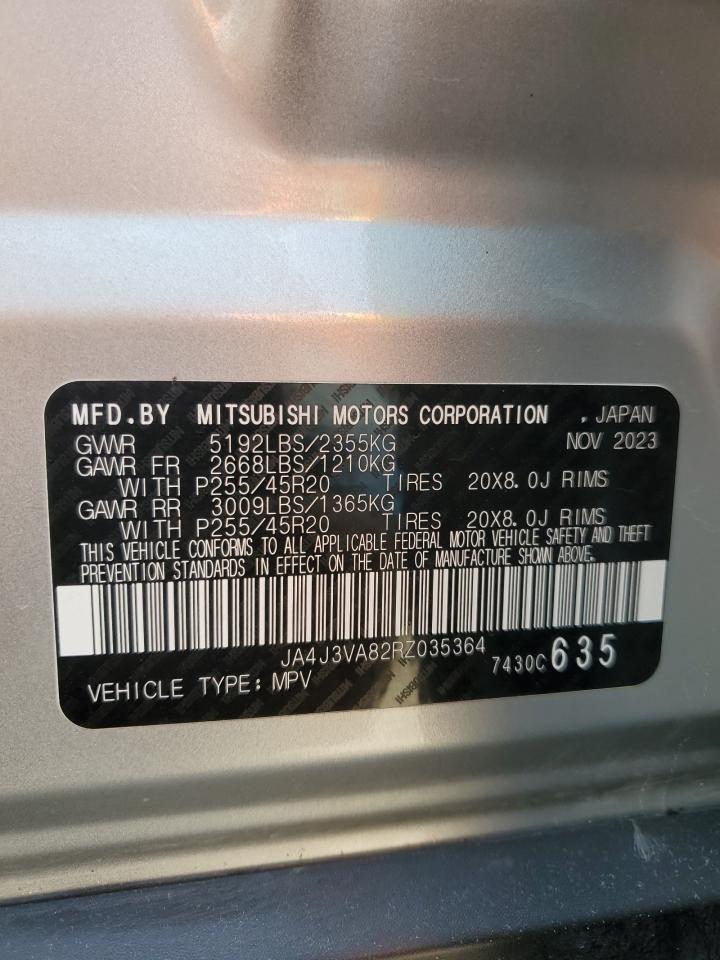 MFD.BY MITSUBISHI MOTORS CORPORATION . JAPAN
GVWR 5192LBS/2355KG NOV 2023
GAWR FR 2668LBS/1210KG
WITH P255/45R20 TIRES 20X8.0J RIMS
GAWR RR 3009LBS/1365KG
WITH P255/45R20 TIRES 20X8.0J RIMS
THIS VEHICLE CONFORMS TO ALL APPLICABLE FEDERAL MOTOR VEHICLE SAFETY AND THEFT
PREVENTION STANDARDS IN EFFECT ON THE DATE OF MANUFACTURE SHOWN ABOVE.
JA4J3VA82RZ035364 7430C 635
VEHICLE TYPE: MPV